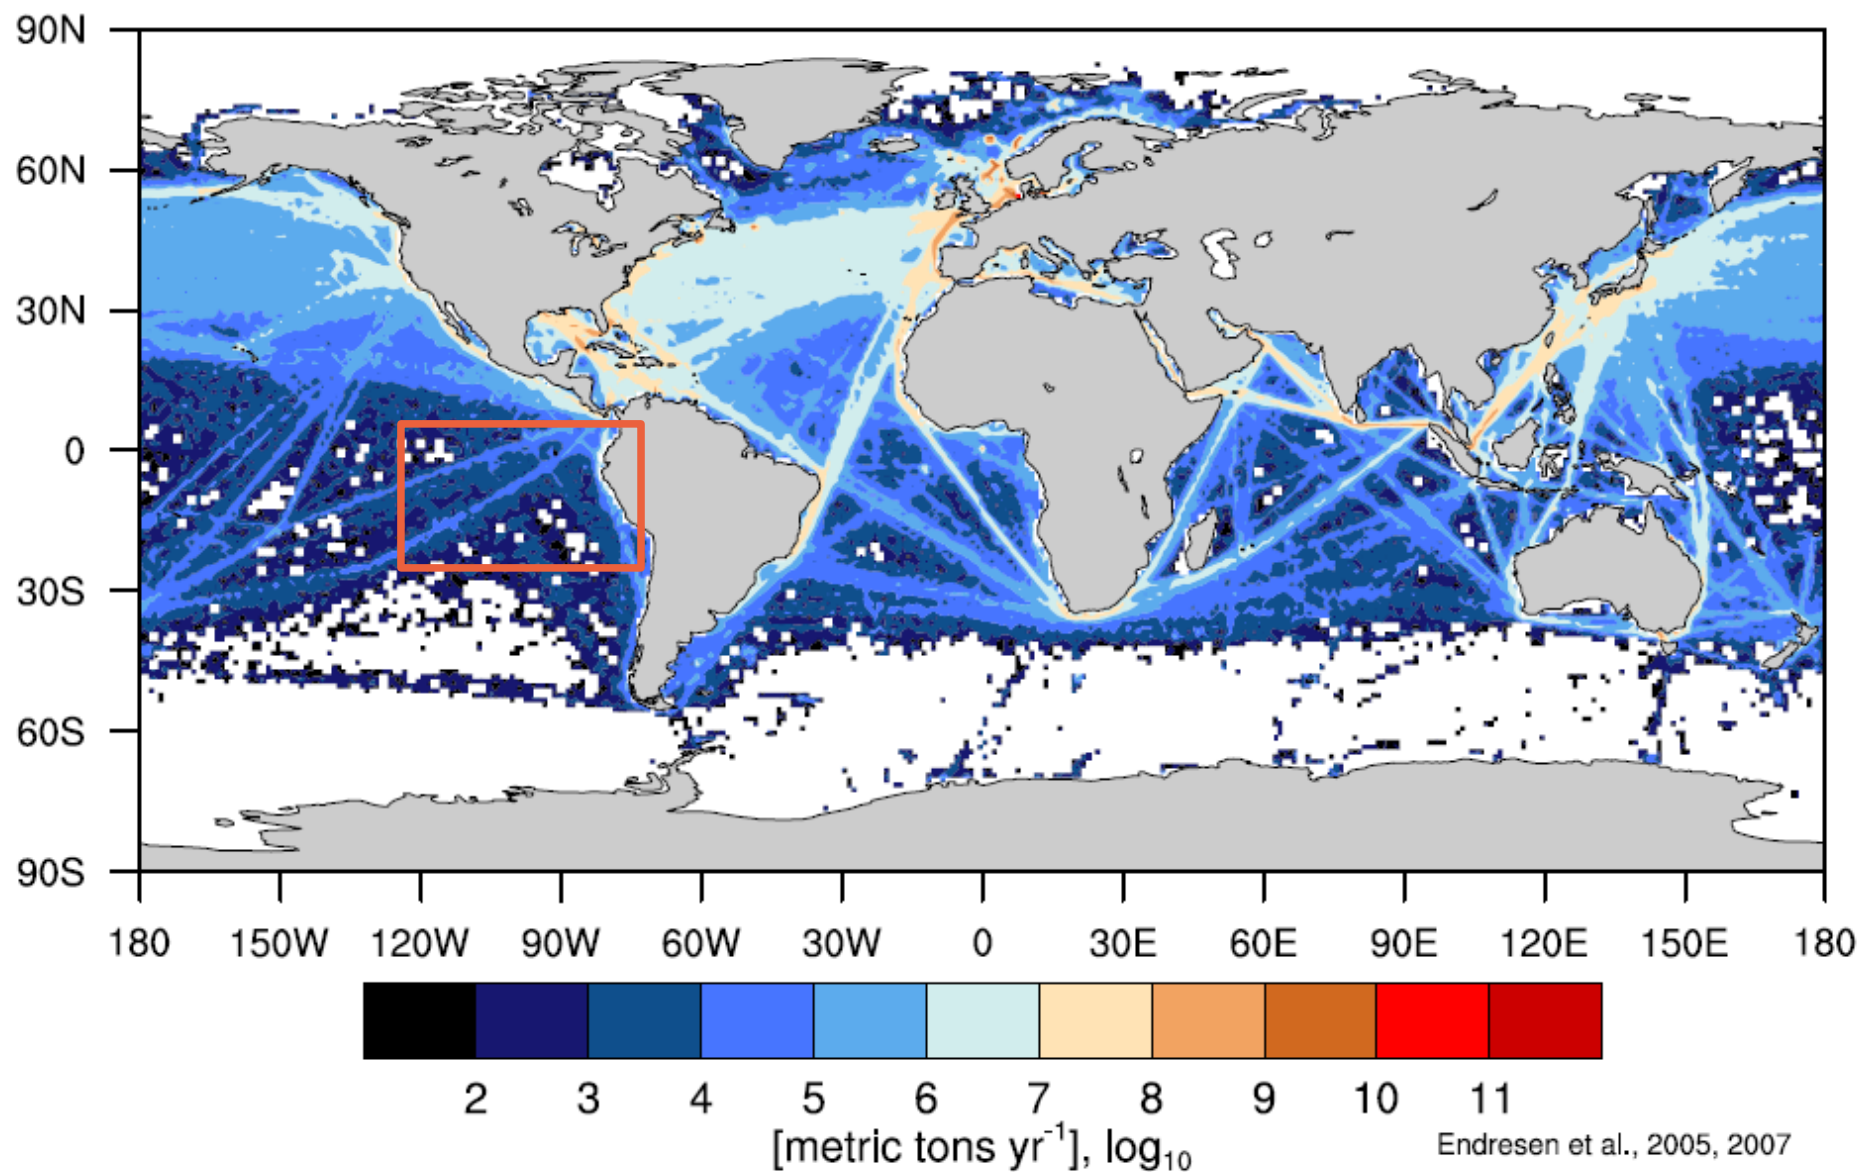 90N
60N
30N
0
30S
60S
90S
180 150W 120W 90W 60W 30W 0 30E 60E 90E 120E 150E 180
2 3 4 5 6 7 8 9 10 11
[metric tons yr⁻¹], log₁₀
Endresen et al., 2005, 2007